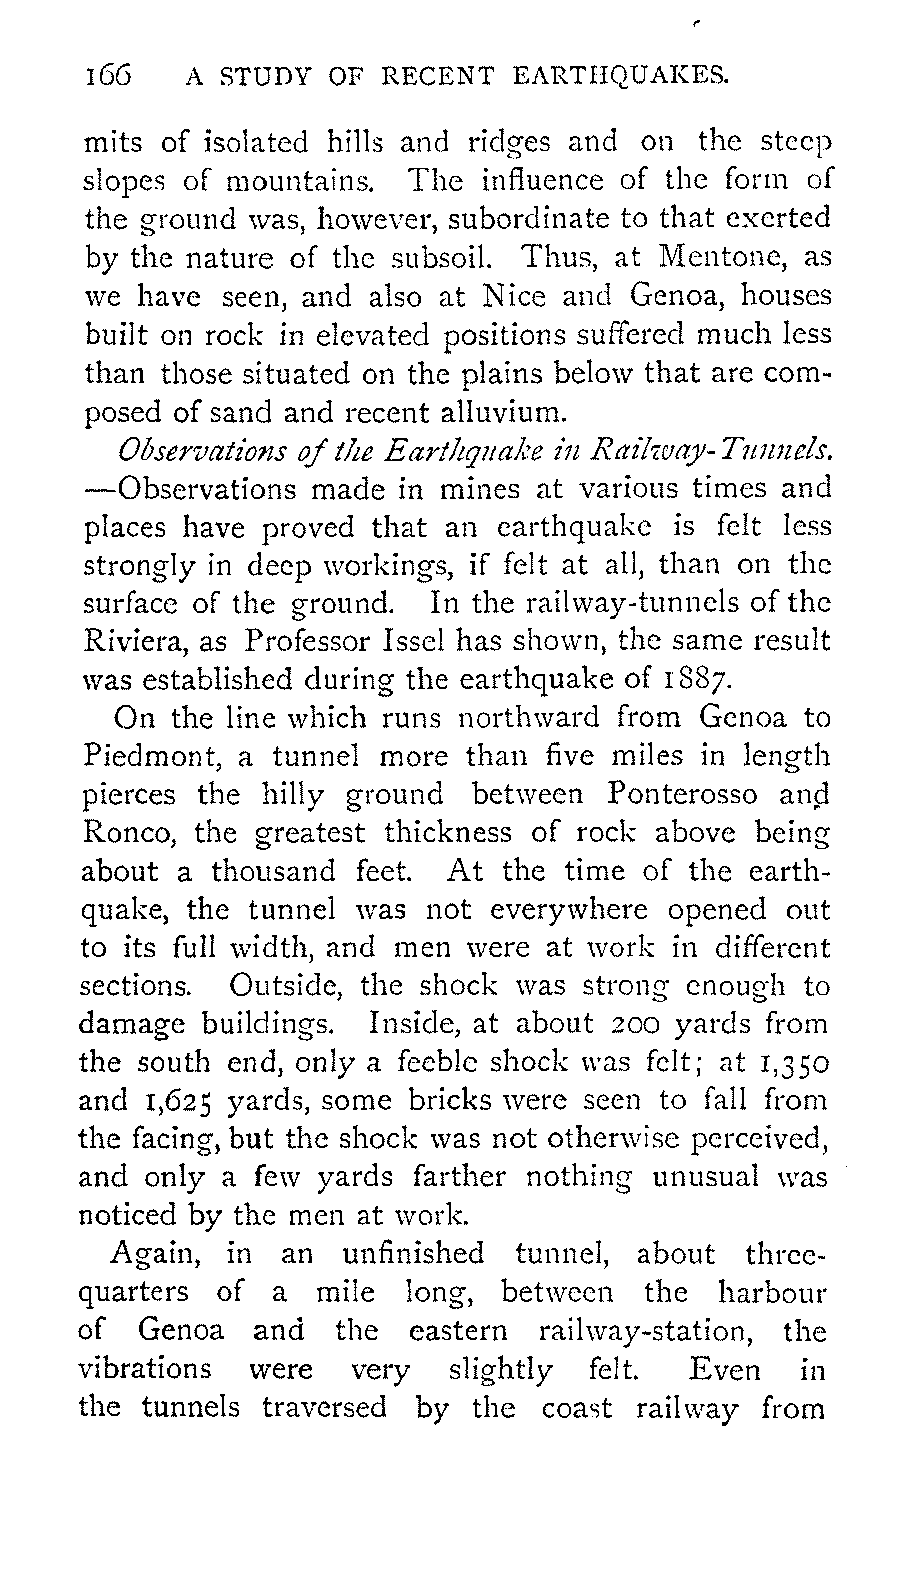 166 A STUDY OF RECENT EARTHQUAKES.
mits of isolated hills and ridges and on the steep
slopes of mountains. The influence of the form of
the ground was, however, subordinate to that exerted
by the nature of the subsoil. Thus, at Mentone, as
we have seen, and also at Nice and Genoa, houses
built on rock in elevated positions suffered much less
than those situated on the plains below that are com-
posed of sand and recent alluvium.
Observations of the Earthquake in Railway-Tunnels.
—Observations made in mines at various times and
places have proved that an earthquake is felt less
strongly in deep workings, if felt at all, than on the
surface of the ground. In the railway-tunnels of the
Riviera, as Professor Issel has shown, the same result
was established during the earthquake of 1887.
On the line which runs northward from Genoa to
Piedmont, a tunnel more than five miles in length
pierces the hilly ground between Ponterosso and
Ronco, the greatest thickness of rock above being
about a thousand feet. At the time of the earth-
quake, the tunnel was not everywhere opened out
to its full width, and men were at work in different
sections. Outside, the shock was strong enough to
damage buildings. Inside, at about 200 yards from
the south end, only a feeble shock was felt; at 1,350
and 1,625 yards, some bricks were seen to fall from
the facing, but the shock was not otherwise perceived,
and only a few yards farther nothing unusual was
noticed by the men at work.
Again, in an unfinished tunnel, about three-
quarters of a mile long, between the harbour
of Genoa and the eastern railway-station, the
vibrations were very slightly felt. Even in
the tunnels traversed by the coast railway from